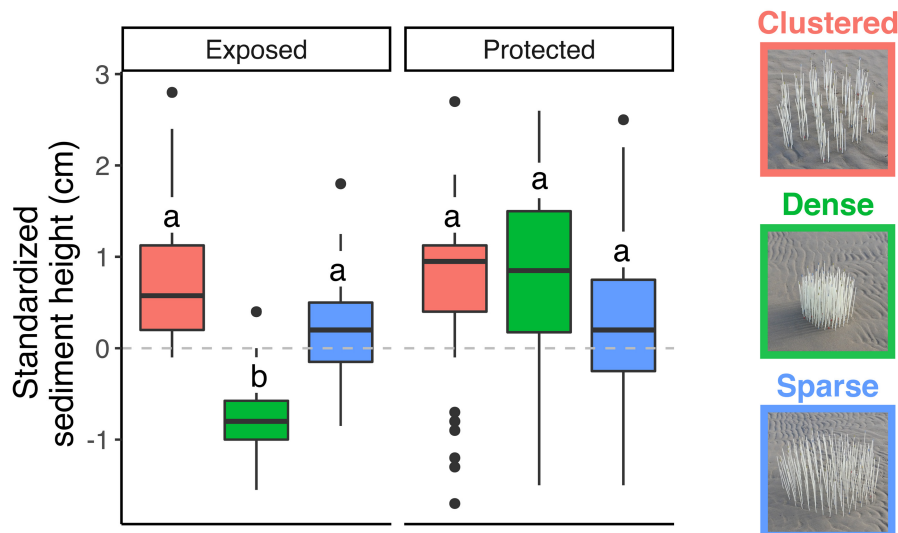 Exposed
Protected
Clustered
Dense
Sparse
Standardized
sediment height (cm)
3
2
1
0
-1
a
b
a
a
a
a